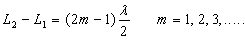 L₂ − L₁ = (2m − 1) λ/2 m = 1, 2, 3, .....